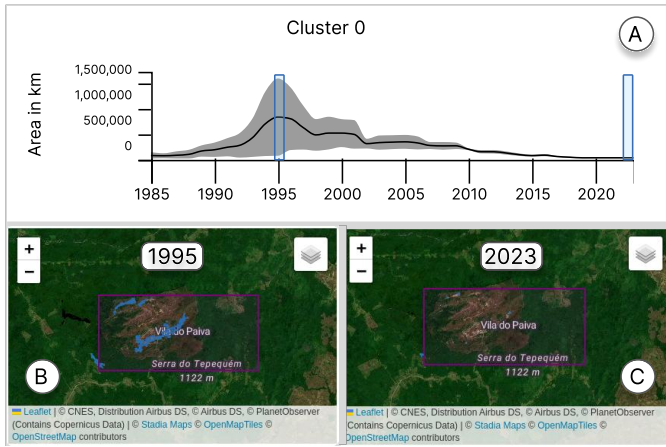 Cluster 0
A
Area in km
1,500,000
1,000,000
500,000
0
1985 1990 1995 2000 2005 2010 2015 2020
+
−
1995
Vila do Paiva
Serra do Tepequém
1122 m
B
Leaflet | © CNES, Distribution Airbus DS, © Airbus DS, © PlanetObserver
(Contains Copernicus Data) | © Stadia Maps © OpenMapTiles ©
OpenStreetMap contributors
+
−
2023
Vila do Paiva
Serra do Tepequém
1122 m
C
Leaflet | © CNES, Distribution Airbus DS, © Airbus DS, © PlanetObserver
(Contains Copernicus Data) | © Stadia Maps © OpenMapTiles ©
OpenStreetMap contributors